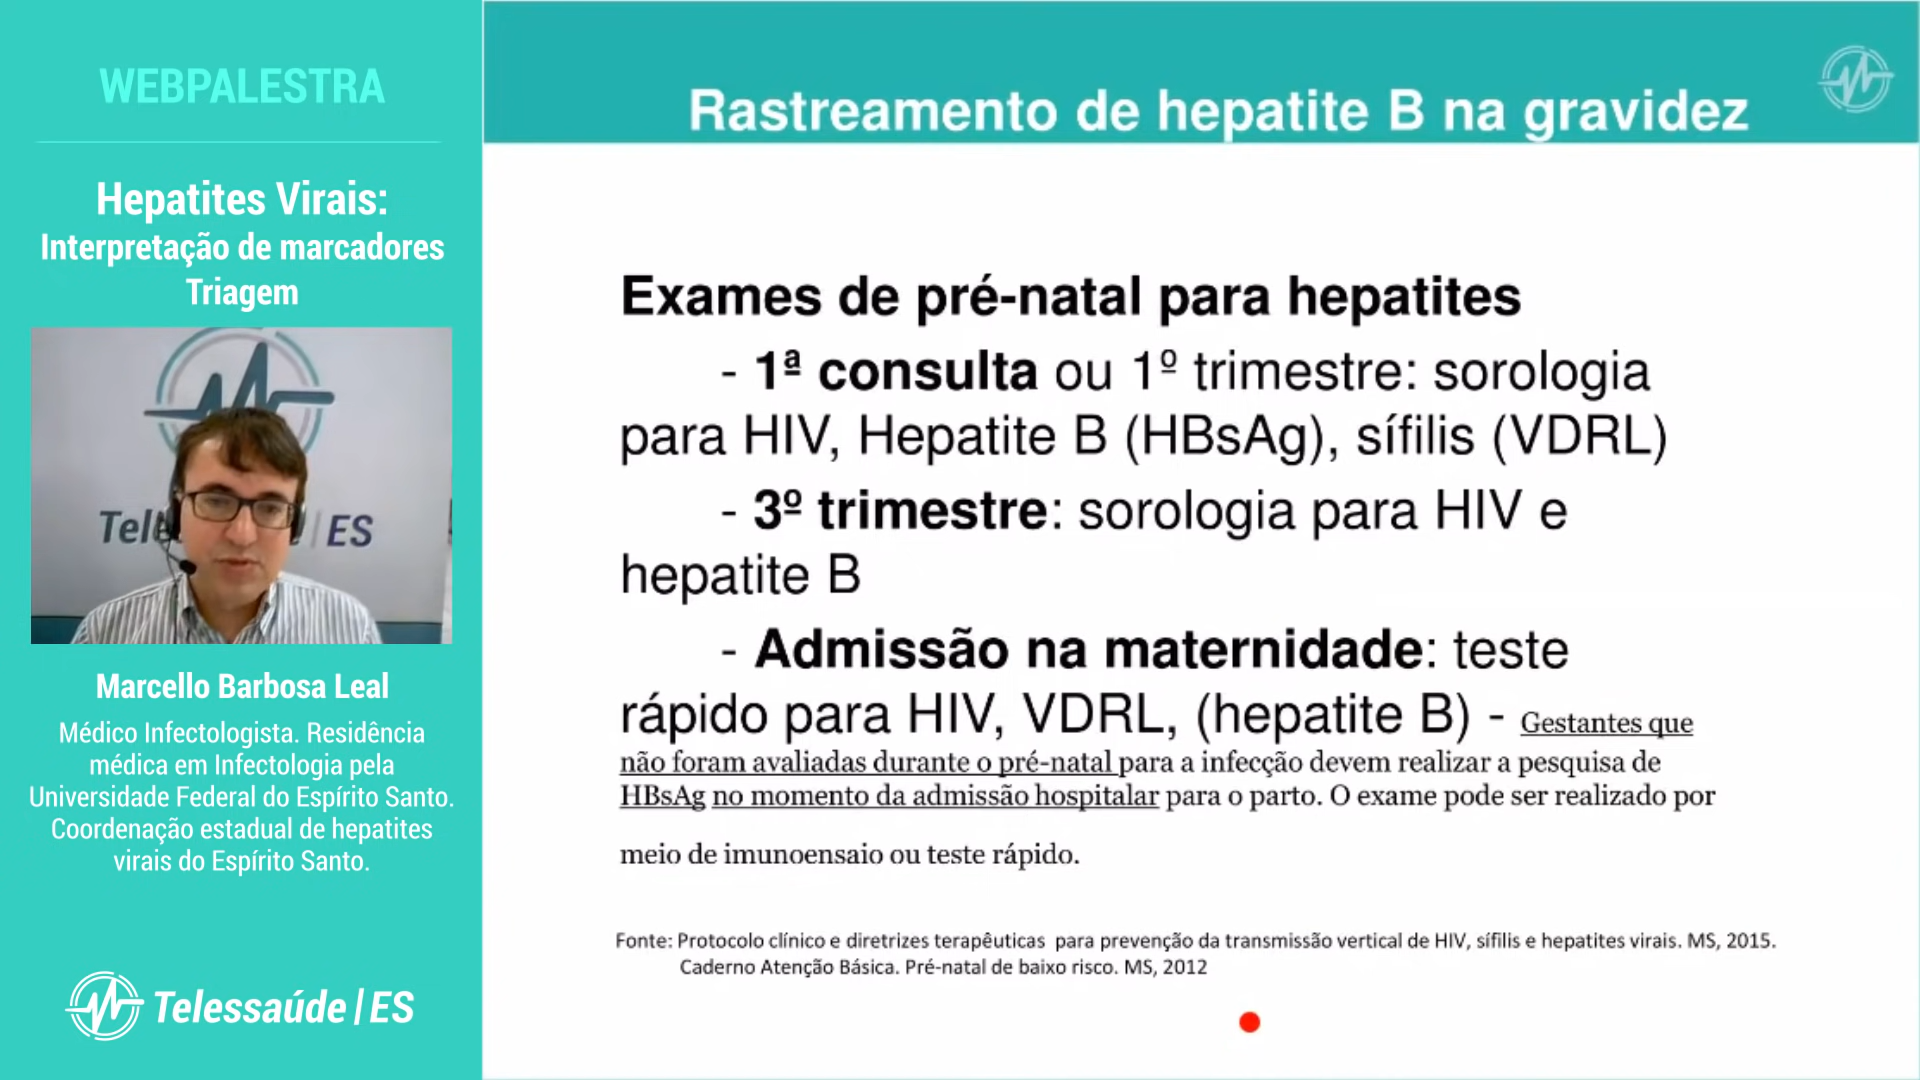 WEBPALESTRA
Hepatites Virais:
Interpretação de marcadores
Triagem
Telessaúde|ES
Marcello Barbosa Leal
Médico Infectologista. Residência
médica em Infectologia pela
Universidade Federal do Espírito Santo.
Coordenação estadual de hepatites
virais do Espírito Santo.
Rastreamento de hepatite B na gravidez
Exames de pré-natal para hepatites
- 1ª consulta ou 1º trimestre: sorologia
para HIV, Hepatite B (HBsAg), sífilis (VDRL)
- 3º trimestre: sorologia para HIV e
hepatite B
- Admissão na maternidade: teste
rápido para HIV, VDRL, (hepatite B) - Gestantes que
não foram avaliadas durante o pré-natal para a infecção devem realizar a pesquisa de
HBsAg no momento da admissão hospitalar para o parto. O exame pode ser realizado por
meio de imunoensaio ou teste rápido.
Fonte: Protocolo clínico e diretrizes terapêuticas para prevenção da transmissão vertical de HIV, sífilis e hepatites virais. MS, 2015.
Caderno Atenção Básica. Pré-natal de baixo risco. MS, 2012